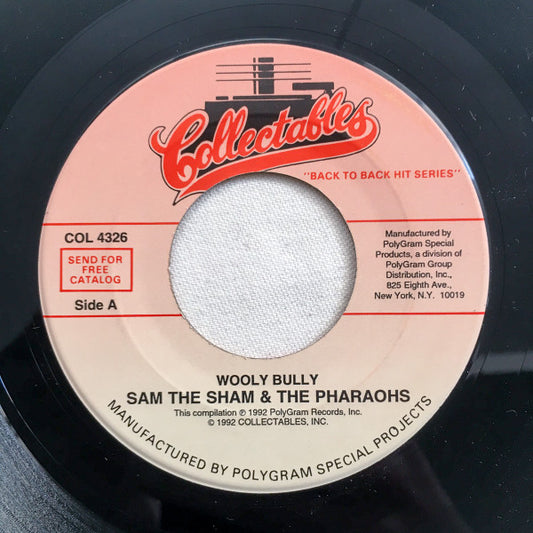 Collectables
"BACK TO BACK HIT SERIES"
COL 4326
SEND FOR
FREE
CATALOG
Side A
Manufactured by
PolyGram Special
Products, a division of
PolyGram Group
Distribution, Inc.,
825 Eighth Ave.,
New York, N.Y. 10019
WOOLY BULLY
SAM THE SHAM & THE PHARAOHS
This compilation ℗ 1992 PolyGram Records, Inc.
© 1992 COLLECTABLES, INC.
MANUFACTURED BY POLYGRAM SPECIAL PROJECTS